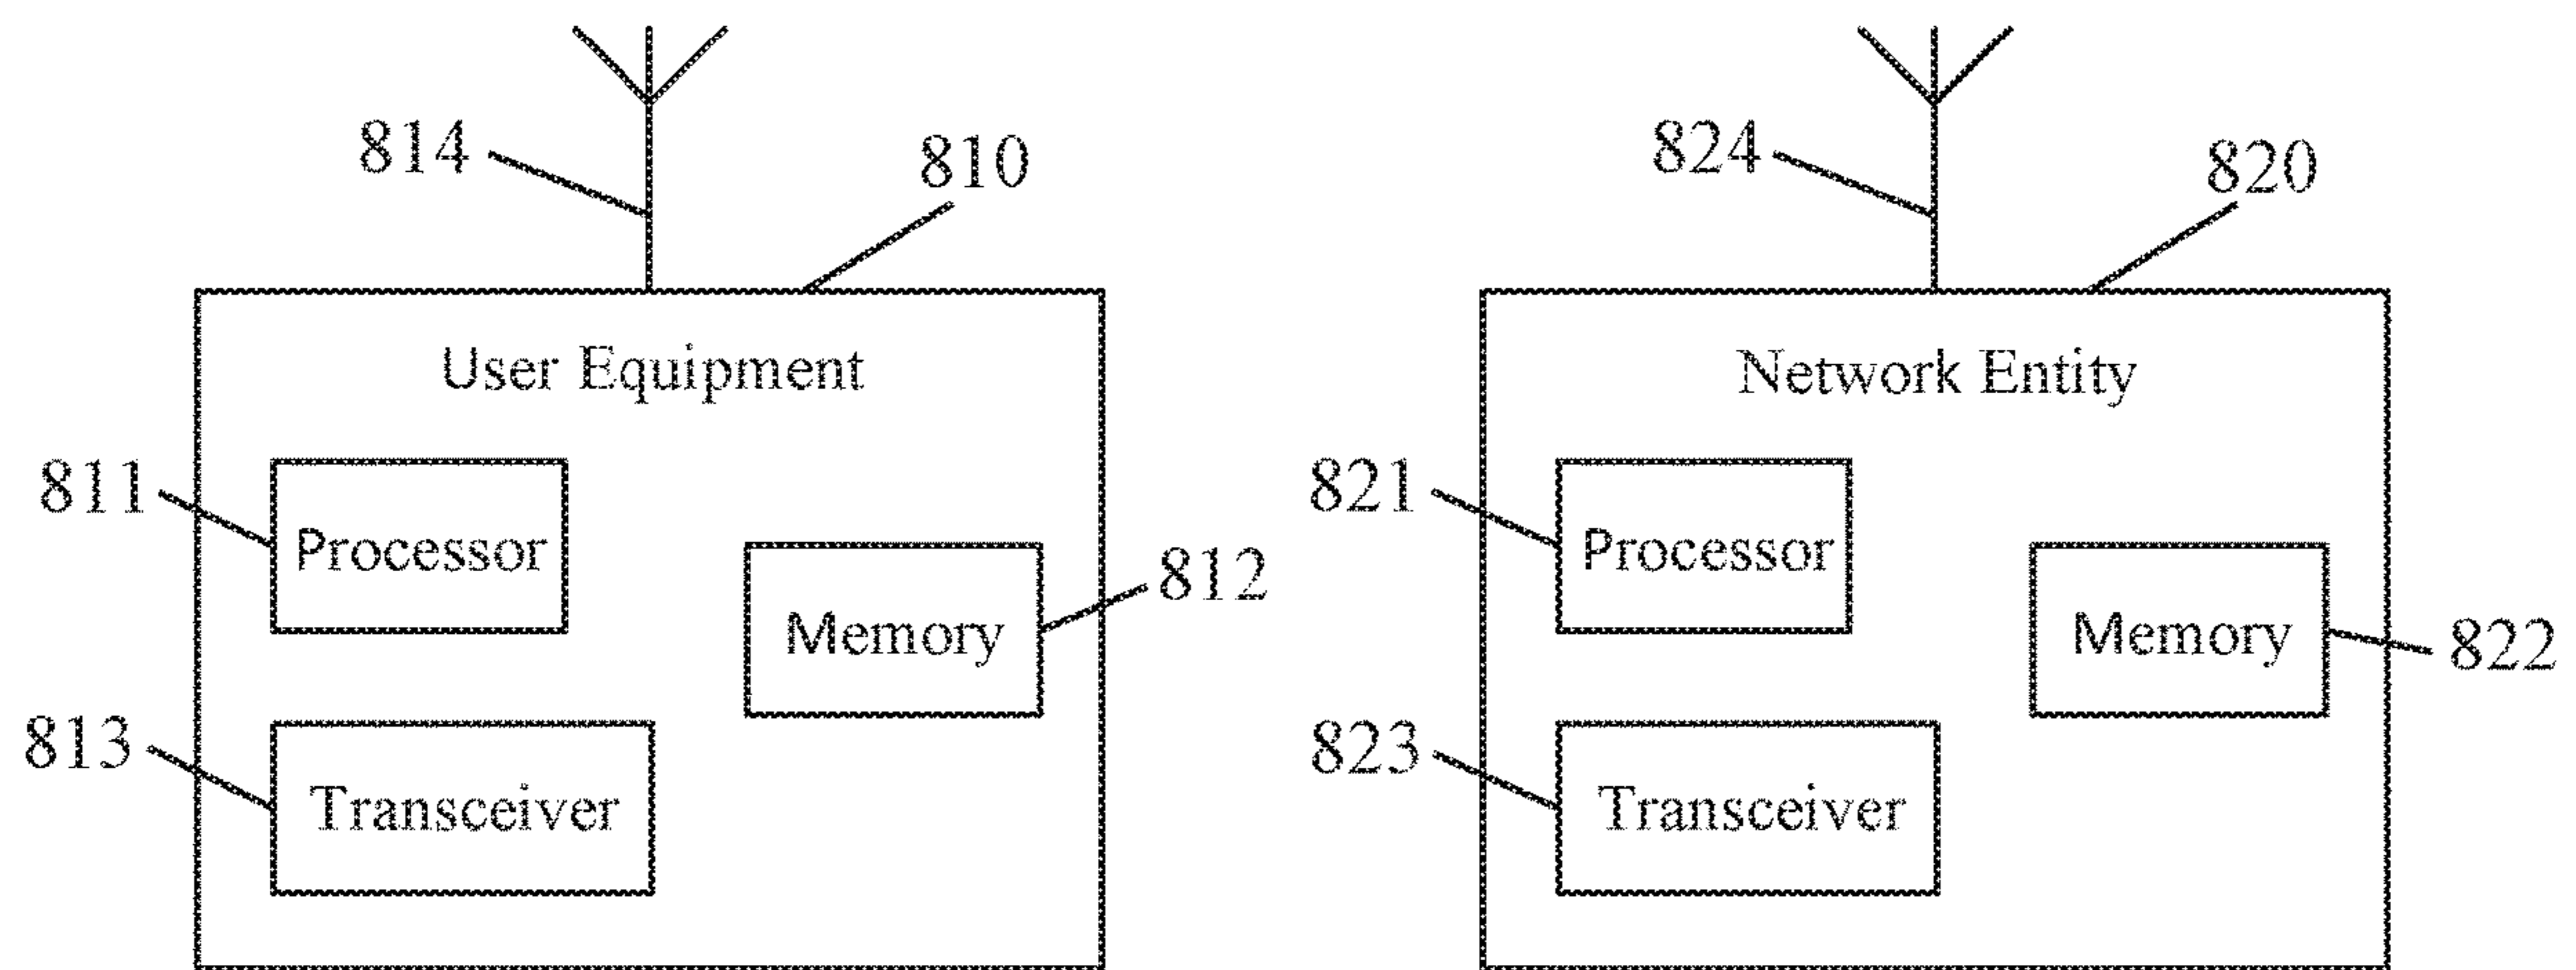 814
810
824
820
User Equipment
Network Entity
811
Processor
812
Memory
813
Transceiver
821
Processor
822
Memory
823
Transceiver